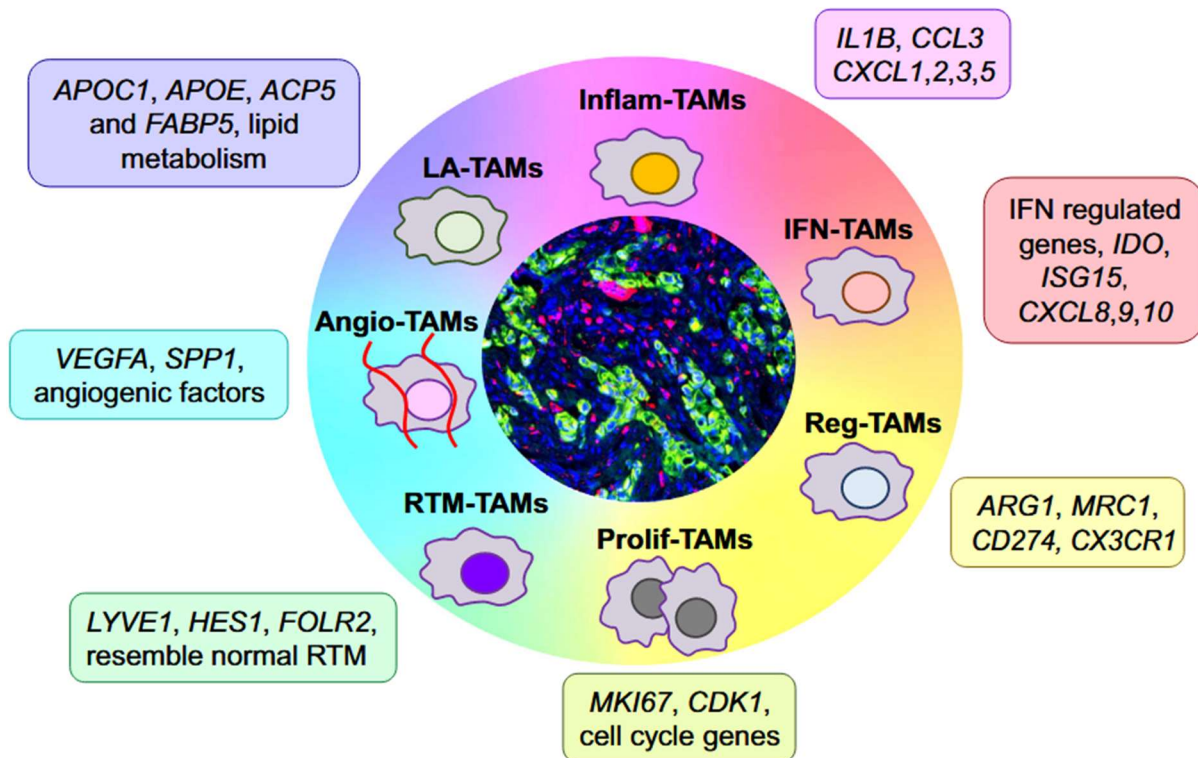 IL1B, CCL3
CXCL1,2,3,5
Inflam-TAMs
APOC1, APOE, ACP5
and FABP5, lipid
metabolism
LA-TAMs
IFN-TAMs
IFN regulated
genes, IDO,
ISG15,
CXCL8,9,10
Angio-TAMs
VEGFA, SPP1,
angiogenic factors
Reg-TAMs
ARG1, MRC1,
CD274, CX3CR1
RTM-TAMs
LYVE1, HES1, FOLR2,
resemble normal RTM
Prolif-TAMs
MKI67, CDK1,
cell cycle genes